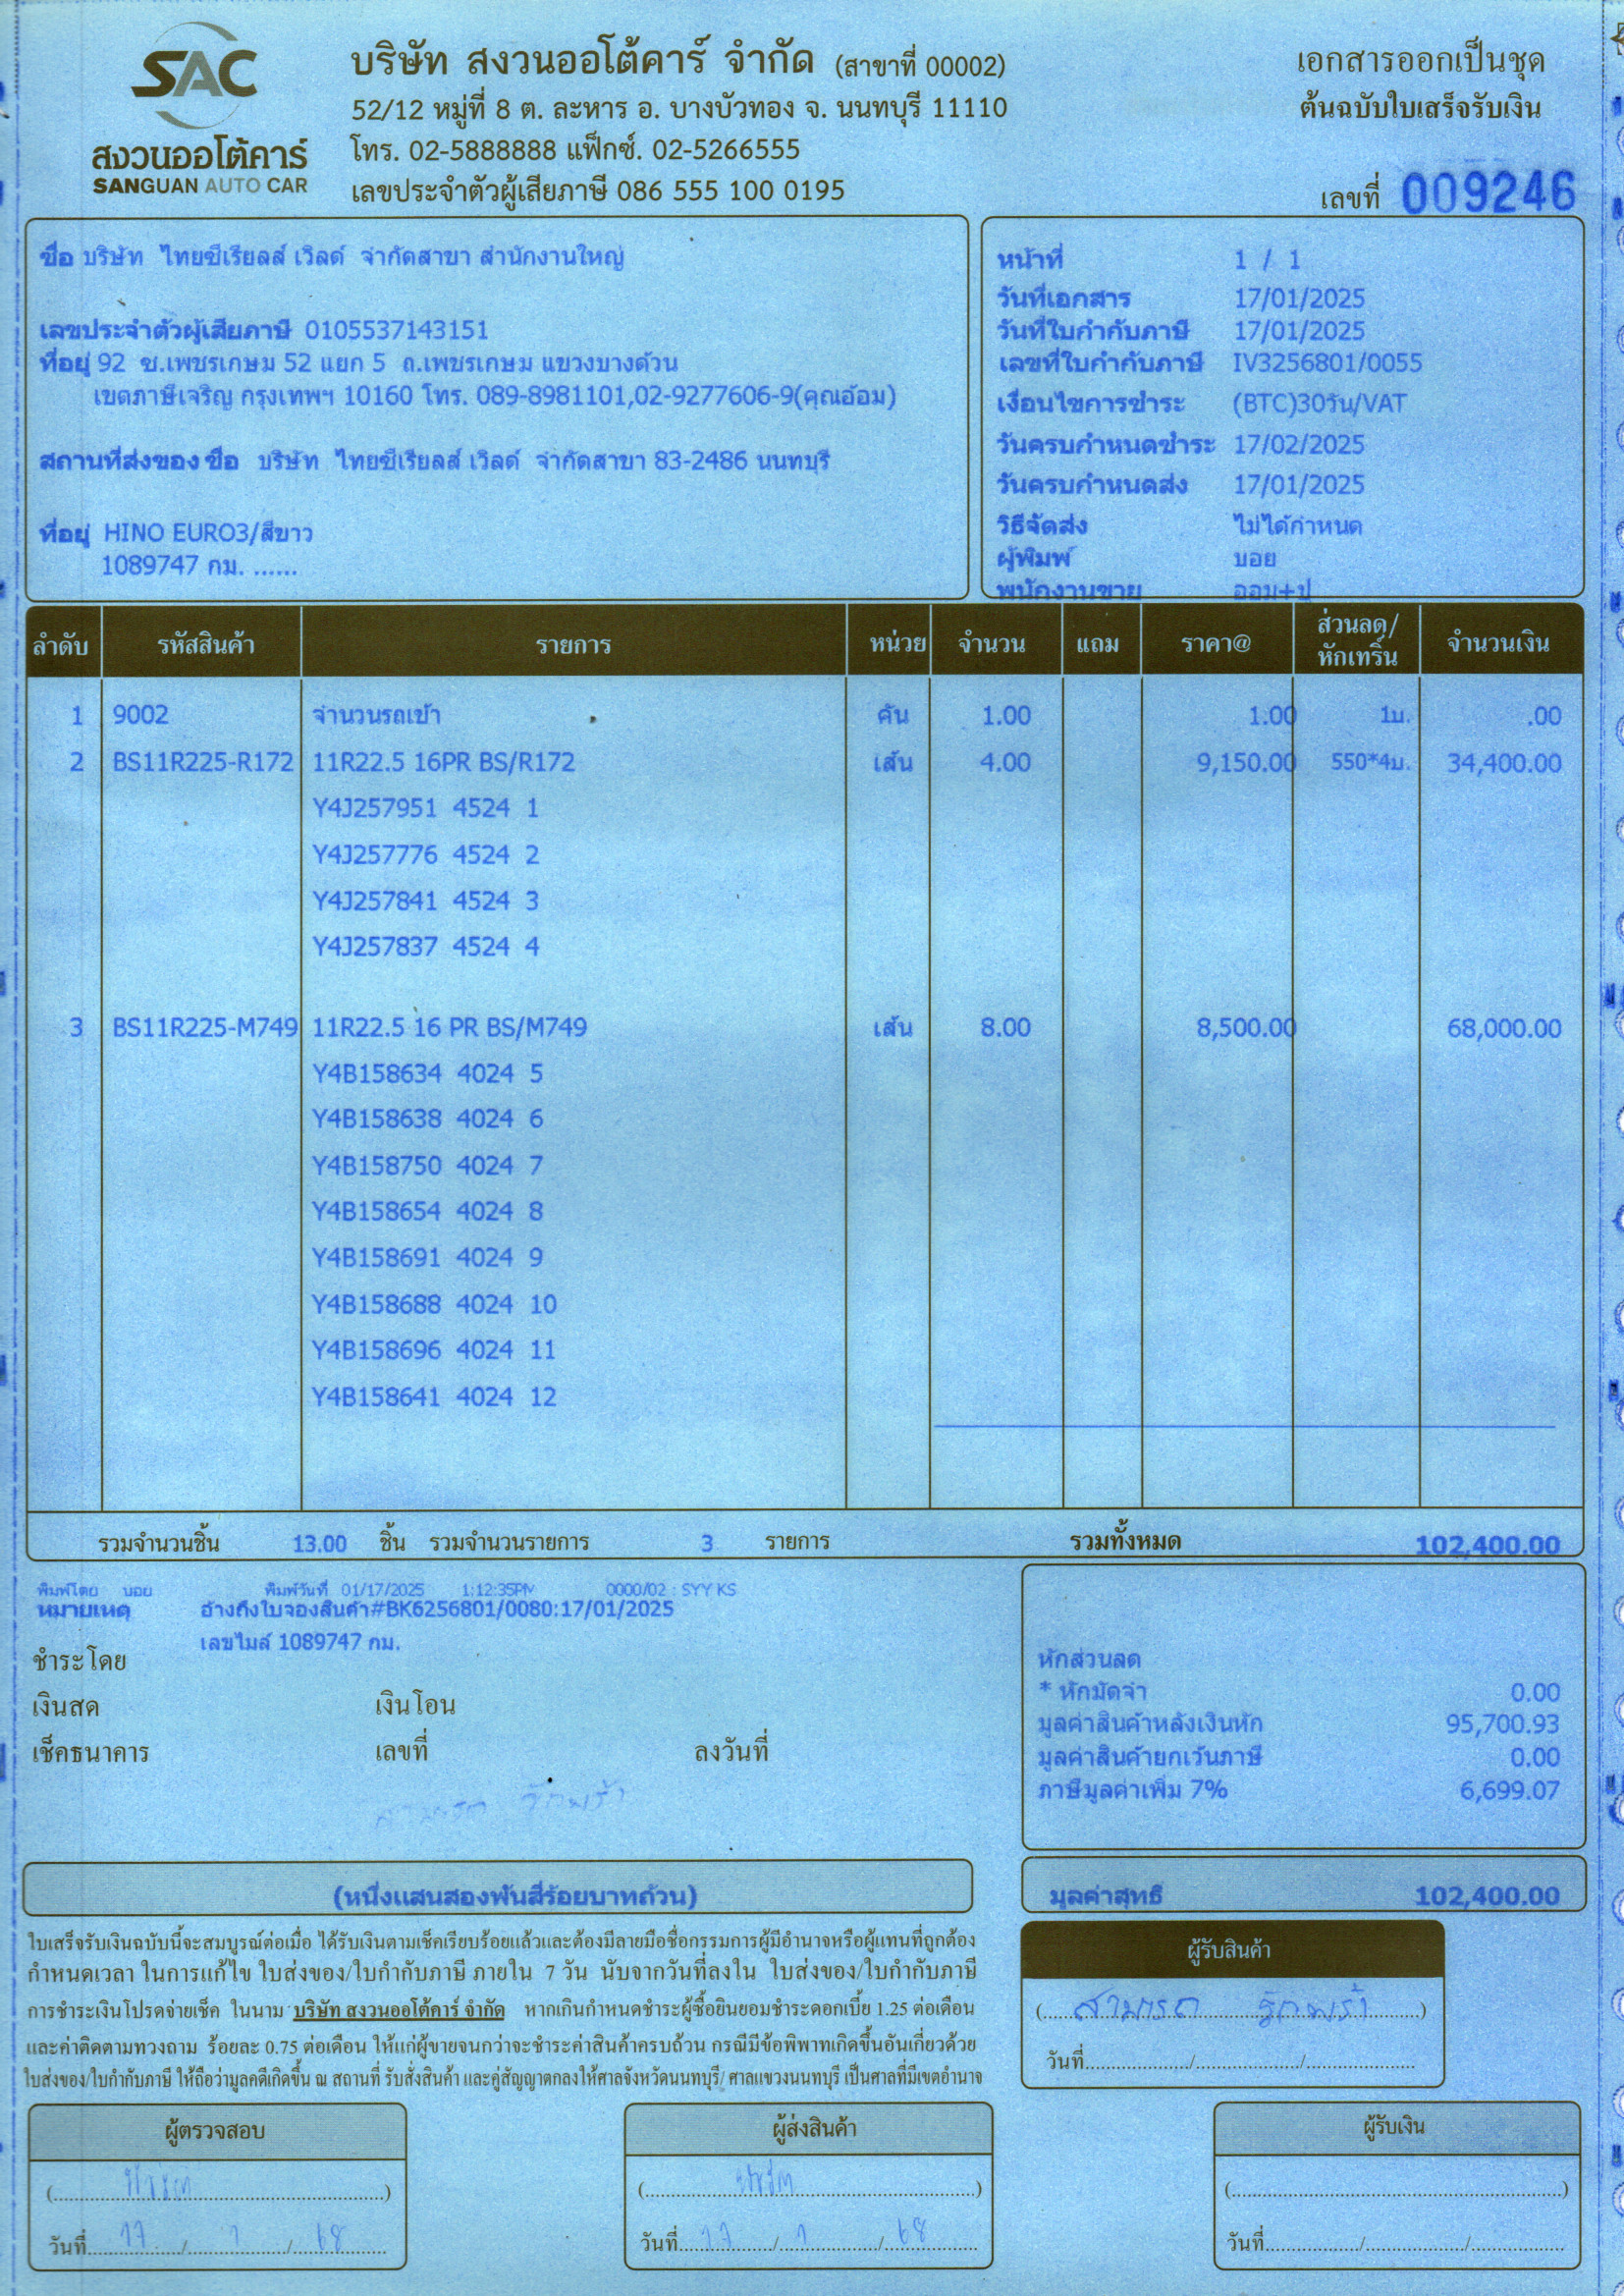 SAC
สงวนออโต้คาร์
SANGUAN AUTO CAR
บริษัท สงวนออโต้คาร์ จำกัด (สาขาที่ 00002)
52/12 หมู่ที่ 8 ต. ละหาร อ. บางบัวทอง จ. นนทบุรี 11110
โทร. 02-5888888 แฟ็กซ์. 02-5266555
เลขประจำตัวผู้เสียภาษี 086 555 100 0195
เอกสารออกเป็นชุด
ต้นฉบับใบเสร็จรับเงิน
เลขที่ 009246
ชื่อ บริษัท ไทยซีเรียลส์ เวิลด์ จำกัดสาขา สำนักงานใหญ่
เลขประจำตัวผู้เสียภาษี 0105537143151
ที่อยู่ 92 ซ.เพชรเกษม 52 แยก 5 ถ.เพชรเกษม แขวงบางด้วน
เขตภาษีเจริญ กรุงเทพฯ 10160 โทร. 089-8981101,02-9277606-9(คุณอ้อม)
สถานที่ส่งของ ชื่อ บริษัท ไทยซีเรียลส์ เวิลด์ จำกัดสาขา 83-2486 นนทบุรี
ที่อยู่ HINO EURO3/สีขาว
1089747 กม. ......
หน้าที่ 1 / 1
วันที่เอกสาร 17/01/2025
วันที่ใบกำกับภาษี 17/01/2025
เลขที่ใบกำกับภาษี IV3256801/0055
เงื่อนไขการชำระ (BTC)30วัน/VAT
วันครบกำหนดชำระ 17/02/2025
วันครบกำหนดส่ง 17/01/2025
วิธีจัดส่ง ไม่ได้กำหนด
ผู้พิมพ์ บอย
พนักงานขาย ออม+ป
ลำดับ รหัสสินค้า รายการ หน่วย จำนวน แถม ราคา@ ส่วนลด/หักเทริ์น จำนวนเงิน
1 9002 จำนวนรถเข้า คัน 1.00 1.00 1บ. .00
2 BS11R225-R172 11R22.5 16PR BS/R172 เส้น 4.00 9,150.00 550*4บ. 34,400.00
Y4J257951 4524 1
Y4J257776 4524 2
Y4J257841 4524 3
Y4J257837 4524 4
3 BS11R225-M749 11R22.5 16 PR BS/M749 เส้น 8.00 8,500.00 68,000.00
Y4B158634 4024 5
Y4B158638 4024 6
Y4B158750 4024 7
Y4B158654 4024 8
Y4B158691 4024 9
Y4B158688 4024 10
Y4B158696 4024 11
Y4B158641 4024 12
รวมจำนวนชิ้น 13.00 ชิ้น รวมจำนวนรายการ 3 รายการ รวมทั้งหมด 102,400.00
พิมพ์โดย บอย พิมพ์วันที่ 01/17/2025 1:12:35PM 0000/02 : SYY KS
หมายเหตุ อ้างถึงใบจองสินค้า#BK6256801/0080:17/01/2025
เลขไมล์ 1089747 กม.
ชำระโดย
เงินสด เงินโอน
เช็คธนาคาร เลขที่ ลงวันที่
หักส่วนลด
* หักมัดจำ 0.00
มูลค่าสินค้าหลังเงินหัก 95,700.93
มูลค่าสินค้ายกเว้นภาษี 0.00
ภาษีมูลค่าเพิ่ม 7% 6,699.07
(หนึ่งแสนสองพันสี่ร้อยบาทถ้วน)
มูลค่าสุทธิ 102,400.00
ใบเสร็จรับเงินฉบับนี้จะสมบูรณ์ต่อเมื่อ ได้รับเงินตามเช็คเรียบร้อยแล้วและต้องมีลายมือชื่อกรรมการผู้มีอำนาจหรือผู้แทนที่ถูกต้อง
กำหนดเวลา ในการแก้ไข ใบส่งของ/ใบกำกับภาษี ภายใน 7 วัน นับจากวันที่ลงใน ใบส่งของ/ใบกำกับภาษี
การชำระเงินโปรดจ่ายเช็ค ในนาม บริษัท สงวนออโต้คาร์ จำกัด หากเกินกำหนดชำระผู้ซื้อยินยอมชำระดอกเบี้ย 1.25 ต่อเดือน
และค่าติดตามทวงถาม ร้อยละ 0.75 ต่อเดือน ให้แก่ผู้ขายจนกว่าจะชำระค่าสินค้าครบถ้วน กรณีมีข้อพิพาทเกิดขึ้นอันเกี่ยวด้วย
ใบส่งของ/ใบกำกับภาษี ให้ถือว่ามูลคดีเกิดขึ้น ณ สถานที่ รับสั่งสินค้า และคู่สัญญาตกลงให้ศาลจังหวัดนนทบุรี/ ศาลแขวงนนทบุรี เป็นศาลที่มีเขตอำนาจ
ผู้รับสินค้า
(สามารถ)
วันที่............/............/............
ผู้ตรวจสอบ
วันที่ 17 / 1 / 68
ผู้ส่งสินค้า
วันที่ 17 / 1 / 68
ผู้รับเงิน
(........................)
วันที่............/............/............